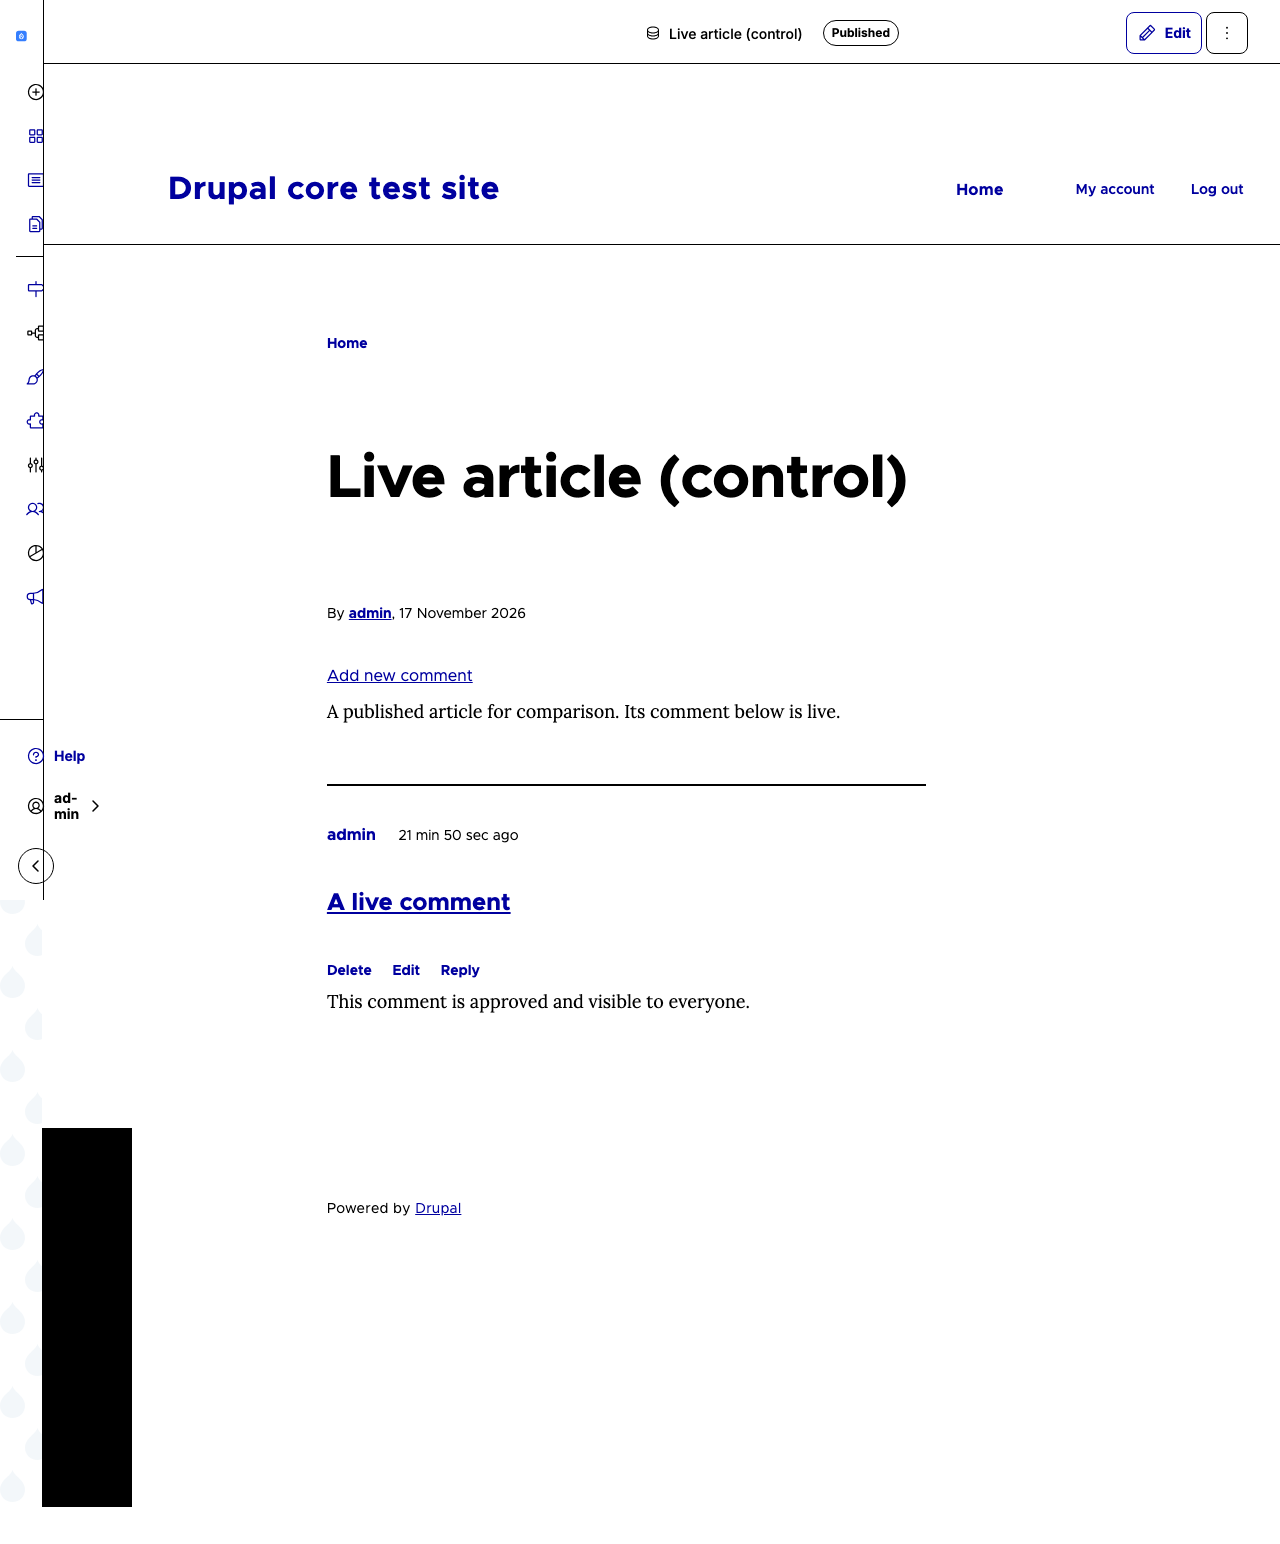 Live article (control) Published Edit
Drupal core test site
Home My account Log out
Home
Live article (control)
By admin, 17 November 2026
Add new comment
A published article for comparison. Its comment below is live.
Help
ad-
min
admin 21 min 50 sec ago
A live comment
Delete Edit Reply
This comment is approved and visible to everyone.
Powered by Drupal